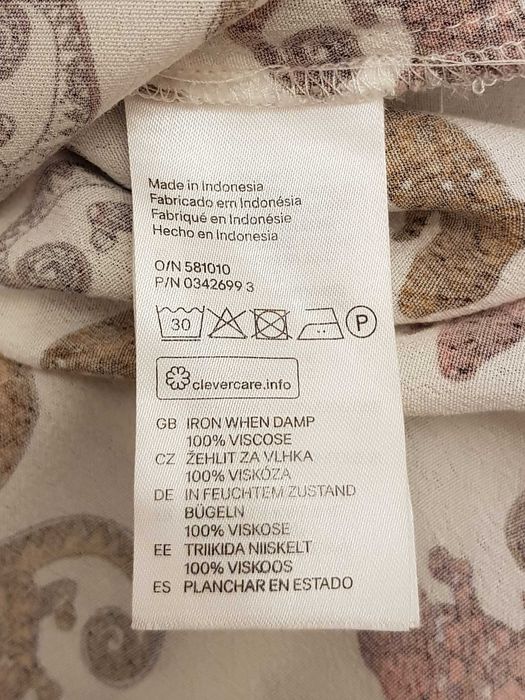 Made in Indonesia
Fabricado em Indonésia
Fabriqué en Indonésie
Hecho en Indonesia
O/N 581010
P/N 0342699 3
30 P
clevercare.info
GB IRON WHEN DAMP
100% VISCOSE
CZ ŽEHLIT ZA VLHKA
100% VISKÓZA
DE IN FEUCHTEM ZUSTAND
BÜGELN
100% VISKOSE
EE TRIIKIDA NIISKELT
100% VISKOOS
ES PLANCHAR EN ESTADO